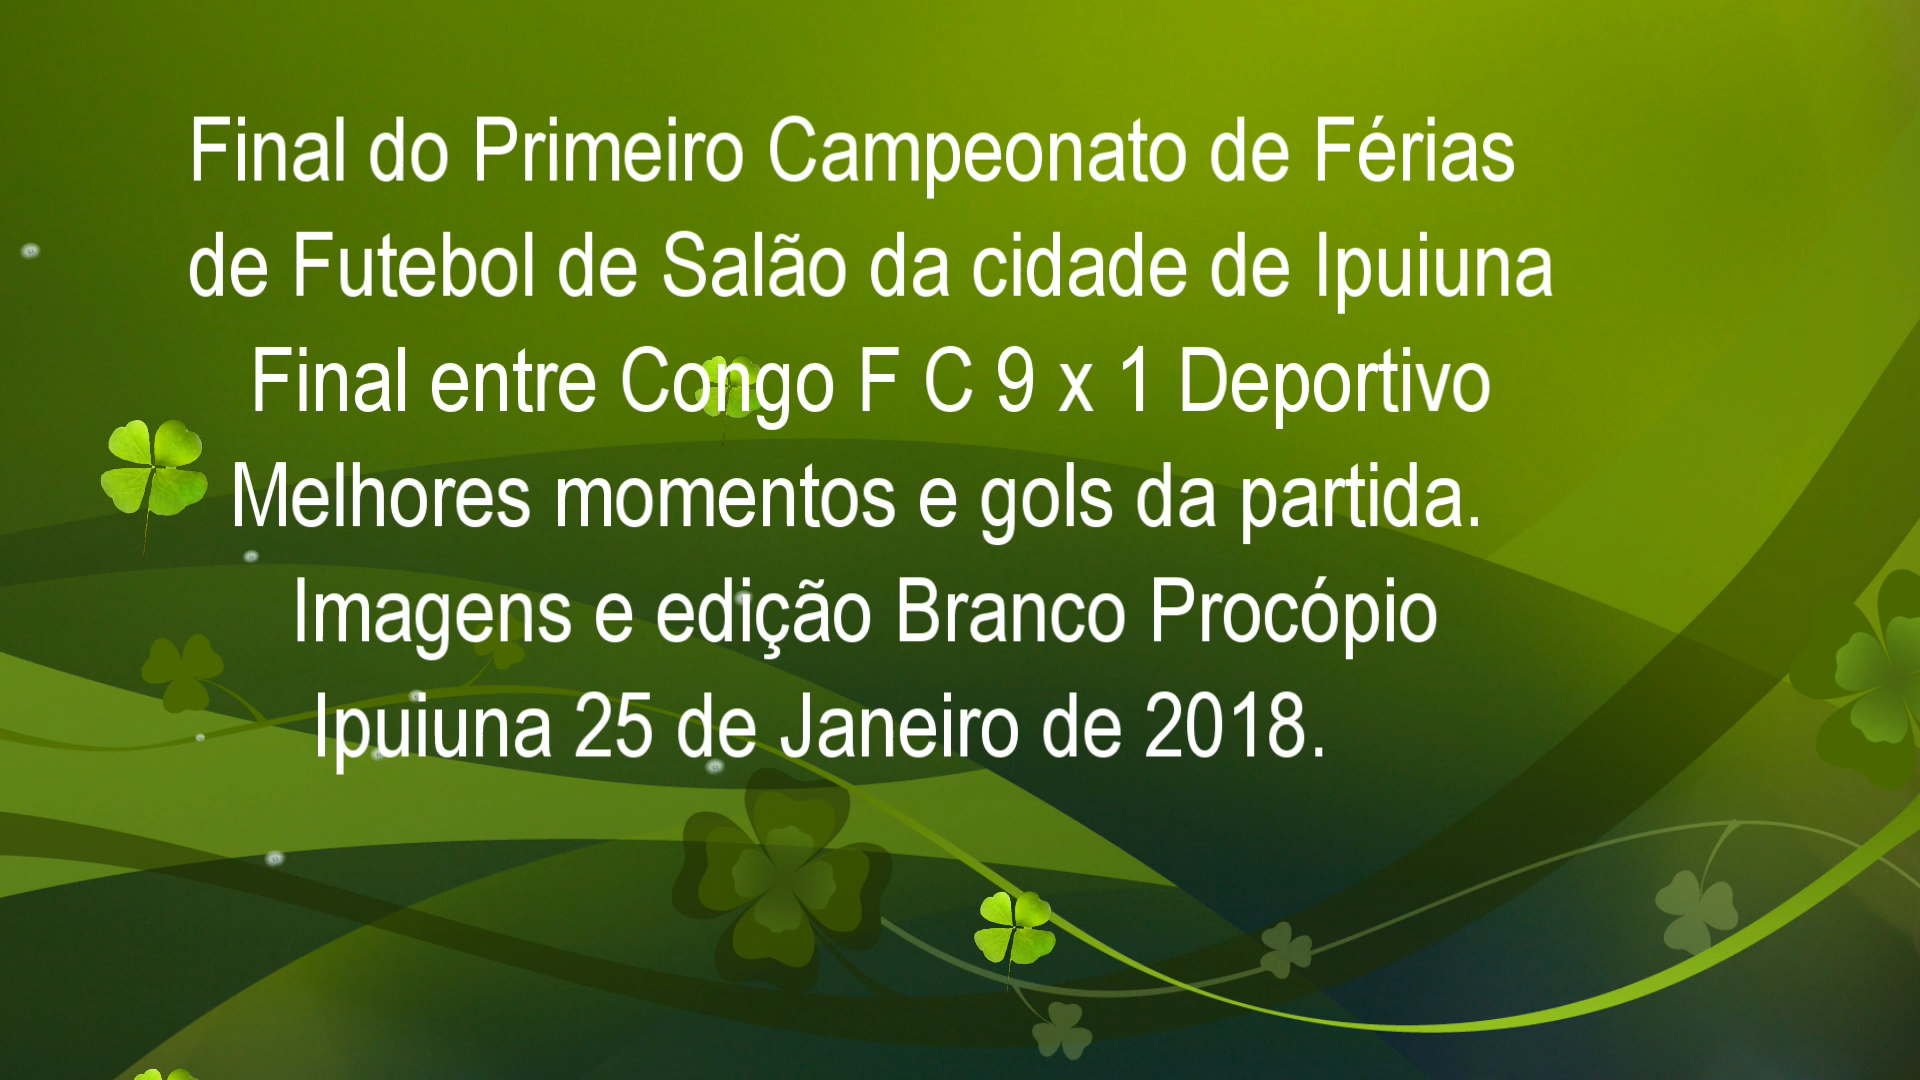 Final do Primeiro Campeonato de Férias
de Futebol de Salão da cidade de Ipuiuna
Final entre Congo F C 9 x 1 Deportivo
Melhores momentos e gols da partida.
Imagens e edição Branco Procópio
Ipuiuna 25 de Janeiro de 2018.